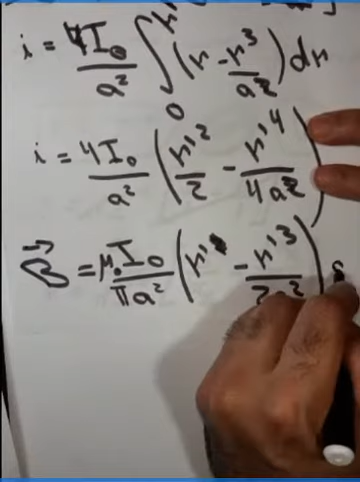 i = 4I₀/a² ∫₀^r' (r - r³/a²) dr
i = 4I₀/a² (r'²/2 - r'⁴/4a²)
B⃗ = μ₀I₀/πa² (r' - r'³/2a²) s